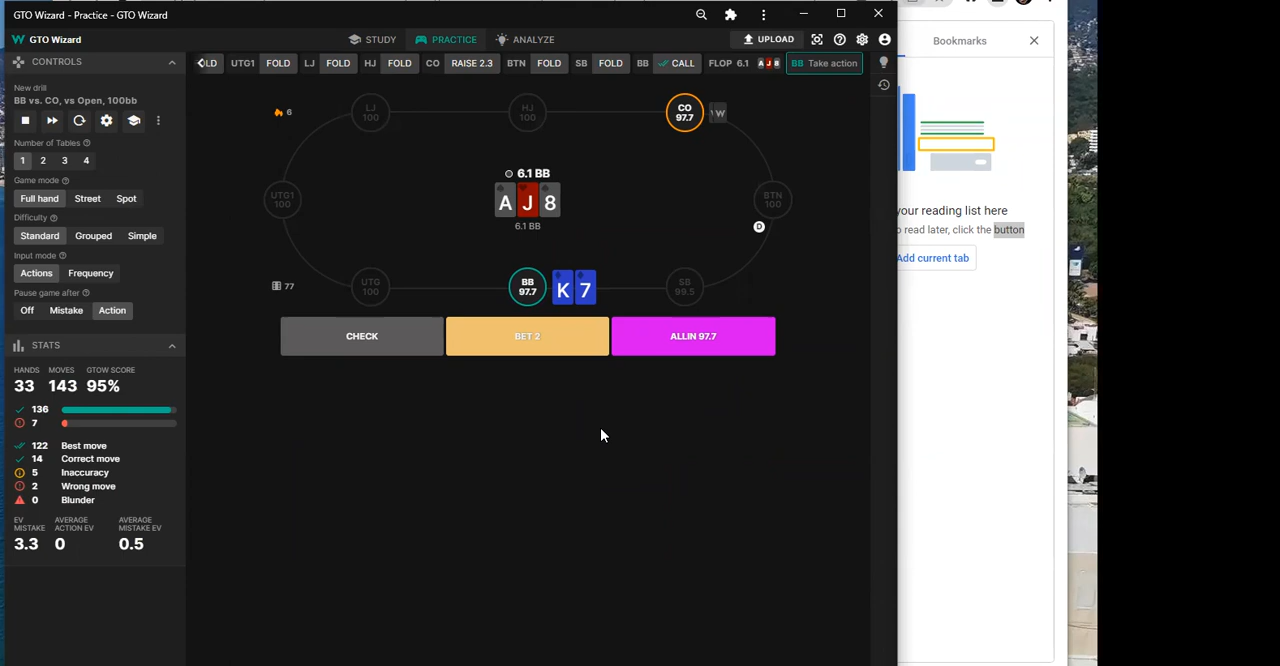 GTO Wizard - Practice - GTO Wizard
GTO Wizard
STUDY
PRACTICE
ANALYZE
UPLOAD
CONTROLS
LD
UTG1 FOLD
LJ FOLD
HJ FOLD
CO RAISE 2.3
BTN FOLD
SB FOLD
BB CALL
FLOP 6.1 A J 8
BB Take action
New drill
BB vs. CO, vs Open, 100bb
Number of Tables
1 2 3 4
Game mode
Full hand Street Spot
Difficulty
Standard Grouped Simple
Input mode
Actions Frequency
Pause game after
Off Mistake Action
STATS
HANDS MOVES GTOW SCORE
33 143 95%
136
7
122 Best move
14 Correct move
5 Inaccuracy
2 Wrong move
0 Blunder
EV MISTAKE
AVERAGE ACTION EV
AVERAGE MISTAKE EV
3.3 0 0.5
6
LJ
100
HJ
100
CO
97.7
W
UTG1
100
6.1 BB
A J 8
6.1 BB
BTN
100
D
77
UTG
100
BB
97.7
K 7
SB
99.5
CHECK
BET 2
ALLIN 97.7
Bookmarks
your reading list here
o read later, click the button
Add current tab